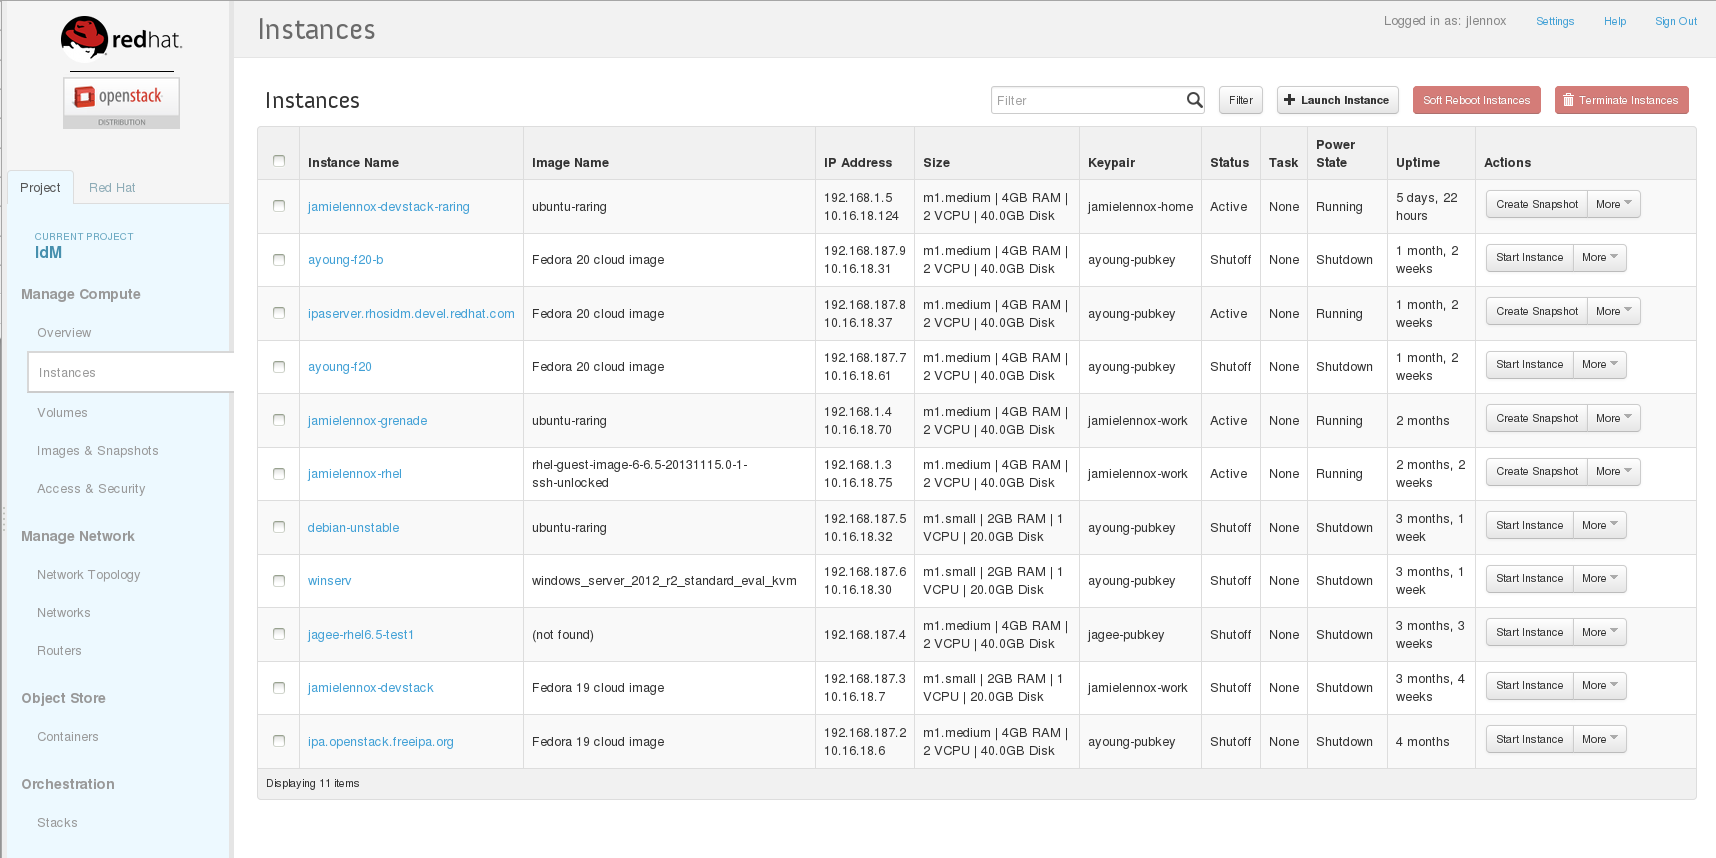 redhat.
openstack
DISTRIBUTION
Project
Red Hat
CURRENT PROJECT
IdM
Manage Compute
Overview
Instances
Volumes
Images & Snapshots
Access & Security
Manage Network
Network Topology
Networks
Routers
Object Store
Containers
Orchestration
Stacks
Instances
Logged in as: jlennox
Settings
Help
Sign Out
Instances
Filter
Filter
Launch Instance
Soft Reboot Instances
Terminate Instances
Instance Name
Image Name
IP Address
Size
Keypair
Status
Task
Power
State
Uptime
Actions
jamielennox-devstack-raring
ubuntu-raring
192.168.1.5
10.16.18.124
m1.medium | 4GB RAM |
2 VCPU | 40.0GB Disk
jamielennox-home
Active
None
Running
5 days, 22
hours
Create Snapshot
More
ayoung-f20-b
Fedora 20 cloud image
192.168.187.9
10.16.18.31
m1.medium | 4GB RAM |
2 VCPU | 40.0GB Disk
ayoung-pubkey
Shutoff
None
Shutdown
1 month, 2
weeks
Start Instance
More
ipaserver.rhosidm.devel.redhat.com
Fedora 20 cloud image
192.168.187.8
10.16.18.37
m1.medium | 4GB RAM |
2 VCPU | 40.0GB Disk
ayoung-pubkey
Active
None
Running
1 month, 2
weeks
Create Snapshot
More
ayoung-f20
Fedora 20 cloud image
192.168.187.7
10.16.18.61
m1.medium | 4GB RAM |
2 VCPU | 40.0GB Disk
ayoung-pubkey
Shutoff
None
Shutdown
1 month, 2
weeks
Start Instance
More
jamielennox-grenade
ubuntu-raring
192.168.1.4
10.16.18.70
m1.medium | 4GB RAM |
2 VCPU | 40.0GB Disk
jamielennox-work
Active
None
Running
2 months
Create Snapshot
More
jamielennox-rhel
rhel-guest-image-6-6.5-20131115.0-1-
ssh-unlocked
192.168.1.3
10.16.18.75
m1.medium | 4GB RAM |
2 VCPU | 40.0GB Disk
jamielennox-work
Active
None
Running
2 months, 2
weeks
Create Snapshot
More
debian-unstable
ubuntu-raring
192.168.187.5
10.16.18.32
m1.small | 2GB RAM | 1
VCPU | 20.0GB Disk
ayoung-pubkey
Shutoff
None
Shutdown
3 months, 1
week
Start Instance
More
winserv
windows_server_2012_r2_standard_eval_kvm
192.168.187.6
10.16.18.30
m1.small | 2GB RAM | 1
VCPU | 20.0GB Disk
ayoung-pubkey
Shutoff
None
Shutdown
3 months, 1
week
Start Instance
More
jagee-rhel6.5-test1
(not found)
192.168.187.4
m1.medium | 4GB RAM |
2 VCPU | 40.0GB Disk
jagee-pubkey
Shutoff
None
Shutdown
3 months, 3
weeks
Start Instance
More
jamielennox-devstack
Fedora 19 cloud image
192.168.187.3
10.16.18.7
m1.small | 2GB RAM | 1
VCPU | 20.0GB Disk
jamielennox-work
Shutoff
None
Shutdown
3 months, 4
weeks
Start Instance
More
ipa.openstack.freeipa.org
Fedora 19 cloud image
192.168.187.2
10.16.18.6
m1.medium | 4GB RAM |
2 VCPU | 40.0GB Disk
ayoung-pubkey
Shutoff
None
Shutdown
4 months
Start Instance
More
Displaying 11 items